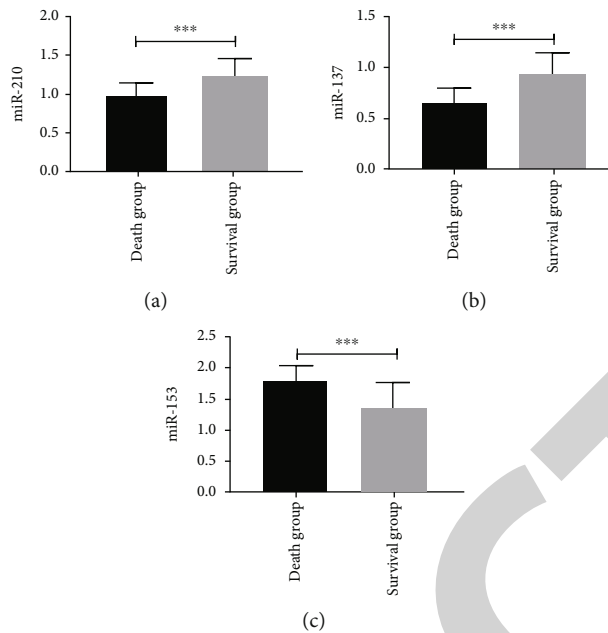 2.0
1.5
1.0
0.5
0.0
miR-210
***
Death group
Survival group
(a)
1.5
1.0
0.5
0.0
miR-137
***
Death group
Survival group
(b)
2.5
2.0
1.5
1.0
0.5
0.0
miR-153
***
Death group
Survival group
(c)